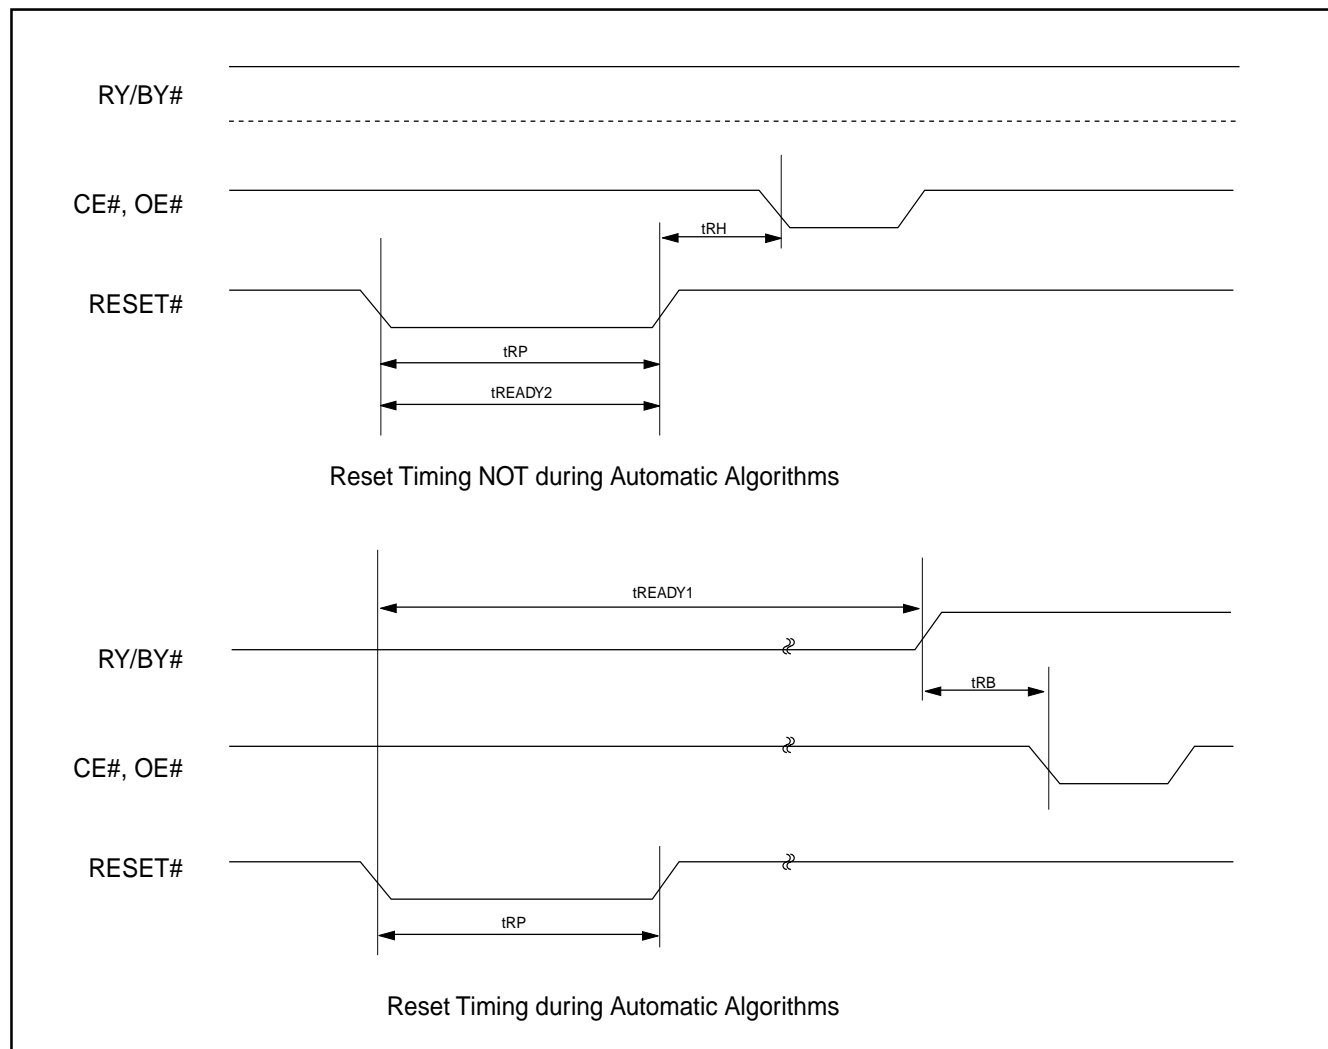 RY/BY#
CE#, OE#
tRH
RESET#
tRP
tREADY2
Reset Timing NOT during Automatic Algorithms
tREADY1
RY/BY#
tRB
CE#, OE#
RESET#
tRP
Reset Timing during Automatic Algorithms